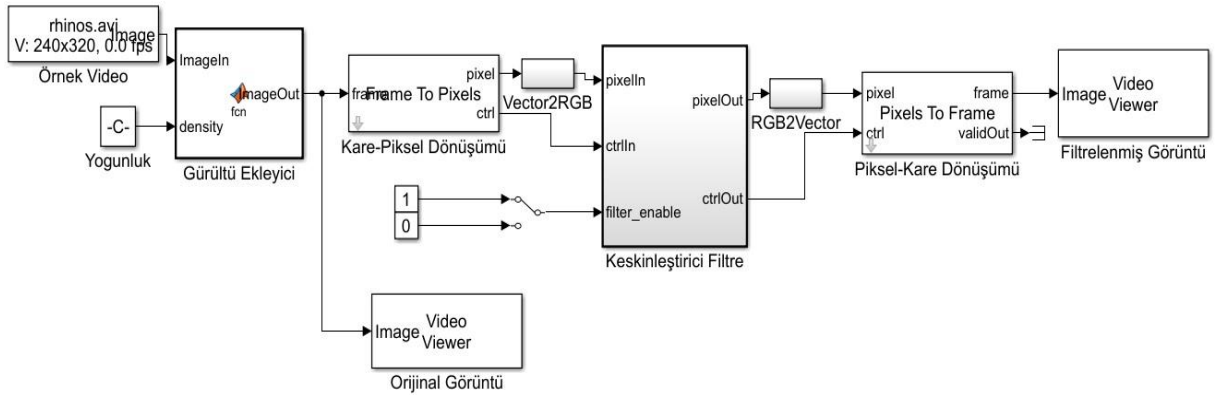 rhinos.avi
Image
V: 240x320, 0.0 fps
Örnek Video
-C-
Yogunluk
ImageIn
ImageOut
fcn
density
Gürültü Ekleyici
frame
Frame To Pixels
pixel
ctrl
Kare-Piksel Dönüşümü
Vector2RGB
1
0
pixelIn
pixelOut
ctrlIn
ctrlOut
filter_enable
Keskinleştirici Filtre
RGB2Vector
pixel
frame
Pixels To Frame
ctrl
validOut
Piksel-Kare Dönüşümü
Image
Video
Viewer
Filtrelenmiş Görüntü
Image
Video
Viewer
Orijinal Görüntü